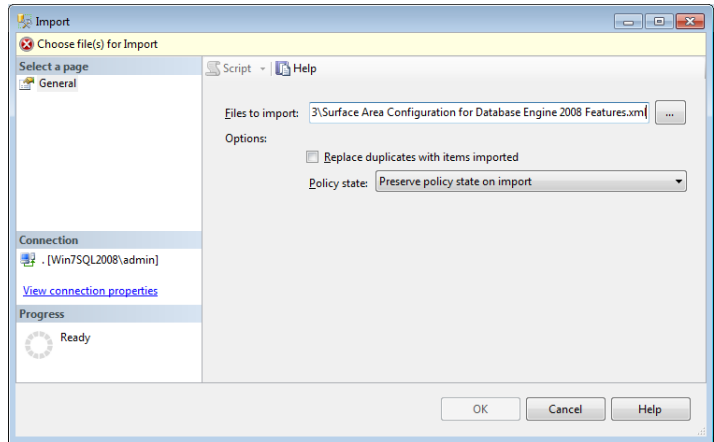 Import
Choose file(s) for Import
Select a page
General
Script
Help
Files to import: 3\Surface Area Configuration for Database Engine 2008 Features.xml ...
Options:
Replace duplicates with items imported
Policy state: Preserve policy state on import
Connection
. [Win7SQL2008\admin]
View connection properties
Progress
Ready
OK
Cancel
Help